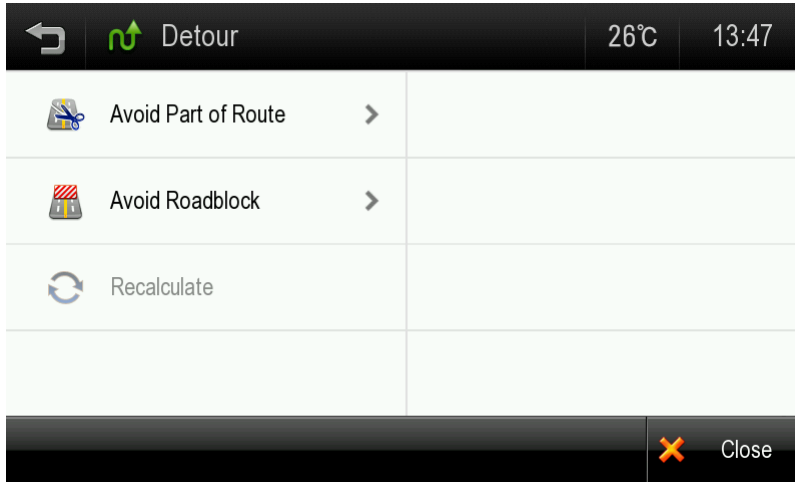 Detour
26℃
13:47
Avoid Part of Route
Avoid Roadblock
Recalculate
Close